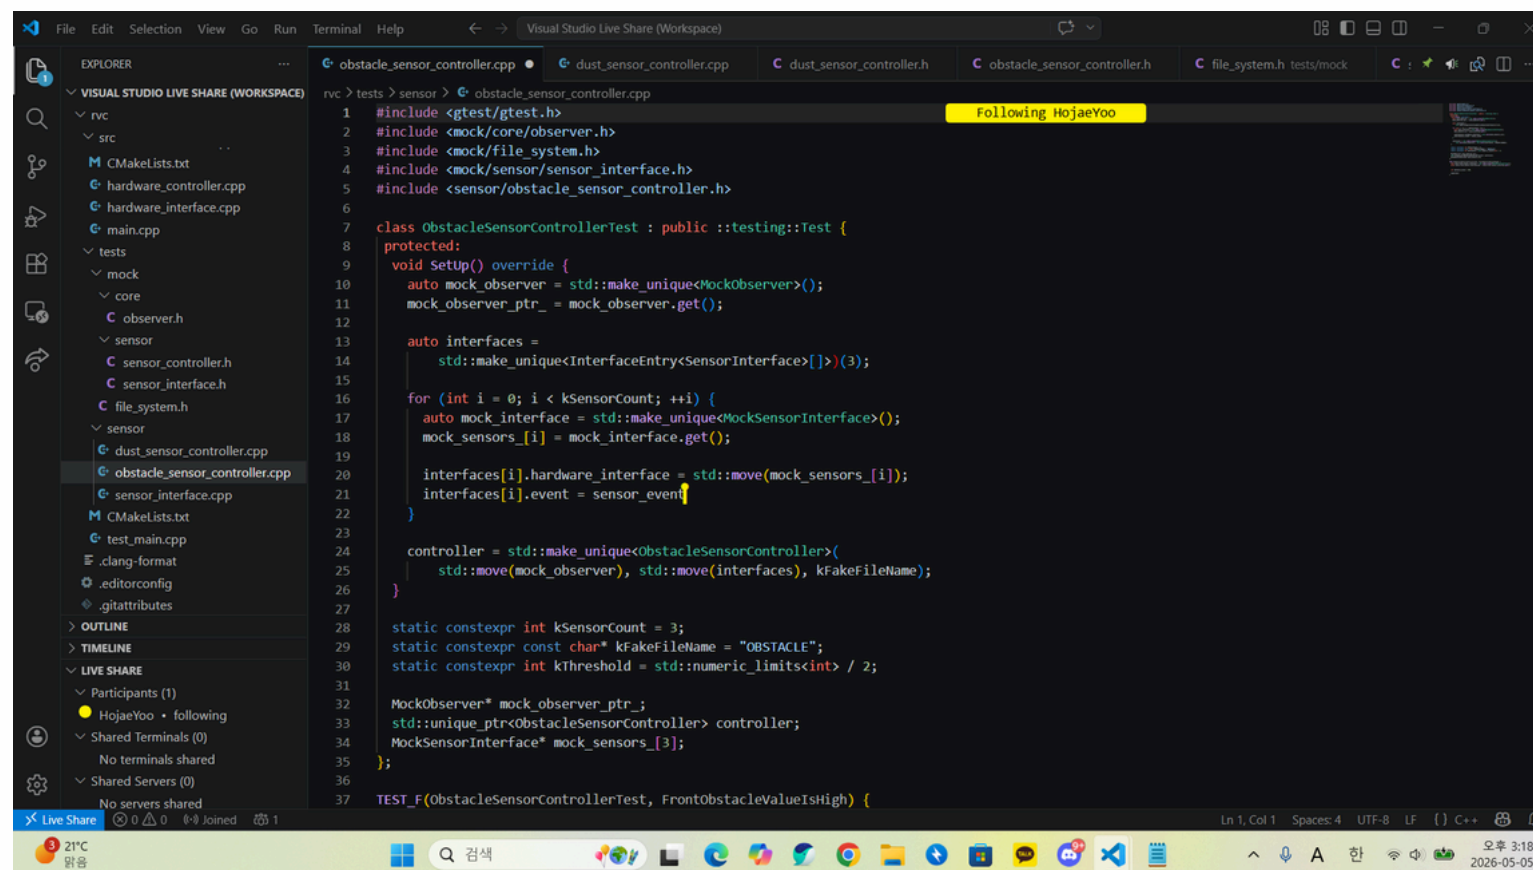 File Edit Selection View Go Run Terminal Help
Visual Studio Live Share (Workspace)
EXPLORER
obstacle_sensor_controller.cpp
dust_sensor_controller.cpp
dust_sensor_controller.h
obstacle_sensor_controller.h
file_system.h tests/mock
VISUAL STUDIO LIVE SHARE (WORKSPACE)
rvc
src
CMakeLists.txt
hardware_controller.cpp
hardware_interface.cpp
main.cpp
tests
mock
core
observer.h
sensor
sensor_controller.h
sensor_interface.h
file_system.h
sensor
dust_sensor_controller.cpp
obstacle_sensor_controller.cpp
sensor_interface.cpp
CMakeLists.txt
test_main.cpp
.clang-format
.editorconfig
.gitattributes
OUTLINE
TIMELINE
LIVE SHARE
Participants (1)
HojaeYoo • following
Shared Terminals (0)
No terminals shared
Shared Servers (0)
No servers shared
rvc > tests > sensor > obstacle_sensor_controller.cpp
Following HojaeYoo
1 #include <gtest/gtest.h>
2 #include <mock/core/observer.h>
3 #include <mock/file_system.h>
4 #include <mock/sensor/sensor_interface.h>
5 #include <sensor/obstacle_sensor_controller.h>
6
7 class ObstacleSensorControllerTest : public ::testing::Test {
8 protected:
9 void SetUp() override {
10 auto mock_observer = std::make_unique<MockObserver>();
11 mock_observer_ptr_ = mock_observer.get();
12
13 auto interfaces =
14 std::make_unique<InterfaceEntry<SensorInterface>[]>)(3);
15
16 for (int i = 0; i < kSensorCount; ++i) {
17 auto mock_interface = std::make_unique<MockSensorInterface>();
18 mock_sensors_[i] = mock_interface.get();
19
20 interfaces[i].hardware_interface = std::move(mock_sensors_[i]);
21 interfaces[i].event = sensor_event
22 }
23
24 controller = std::make_unique<ObstacleSensorController>(
25 std::move(mock_observer), std::move(interfaces), kFakeFileName);
26 }
27
28 static constexpr int kSensorCount = 3;
29 static constexpr const char* kFakeFileName = "OBSTACLE";
30 static constexpr int kThreshold = std::numeric_limits<int> / 2;
31
32 MockObserver* mock_observer_ptr_;
33 std::unique_ptr<ObstacleSensorController> controller;
34 MockSensorInterface* mock_sensors_[3];
35 };
36
37 TEST_F(ObstacleSensorControllerTest, FrontObstacleValueIsHigh) {
Live Share 0 0 Joined 1
Ln 1, Col 1 Spaces: 4 UTF-8 LF {} C++
3
21°C
맑음
검색
TALK
9+
A 한
오후 3:18
2026-05-05